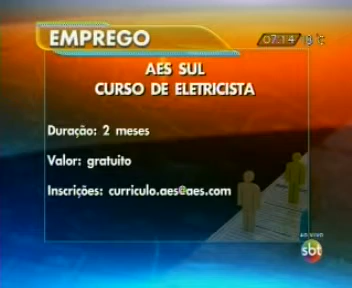 EMPREGO
07:14 8°C
AES SUL
CURSO DE ELETRICISTA
Duração: 2 meses
Valor: gratuito
Inscrições: curriculo.aes@aes.com
AO VIVO
sbt